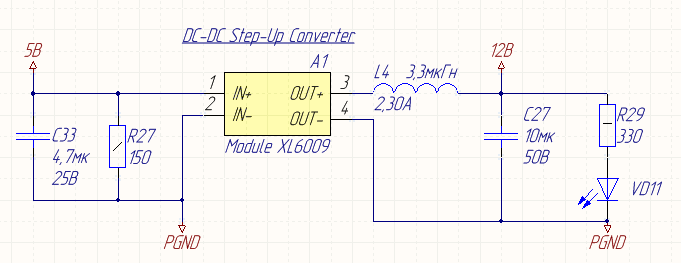 DC-DC Step-Up Converter
5В
12В
A1
1
2
IN+
IN-
OUT+
OUT-
3
4
L4
3,3мкГн
2,30А
Module XL6009
C33
4,7мк
25В
R27
150
C27
10мк
50В
R29
330
VD11
PGND
PGND